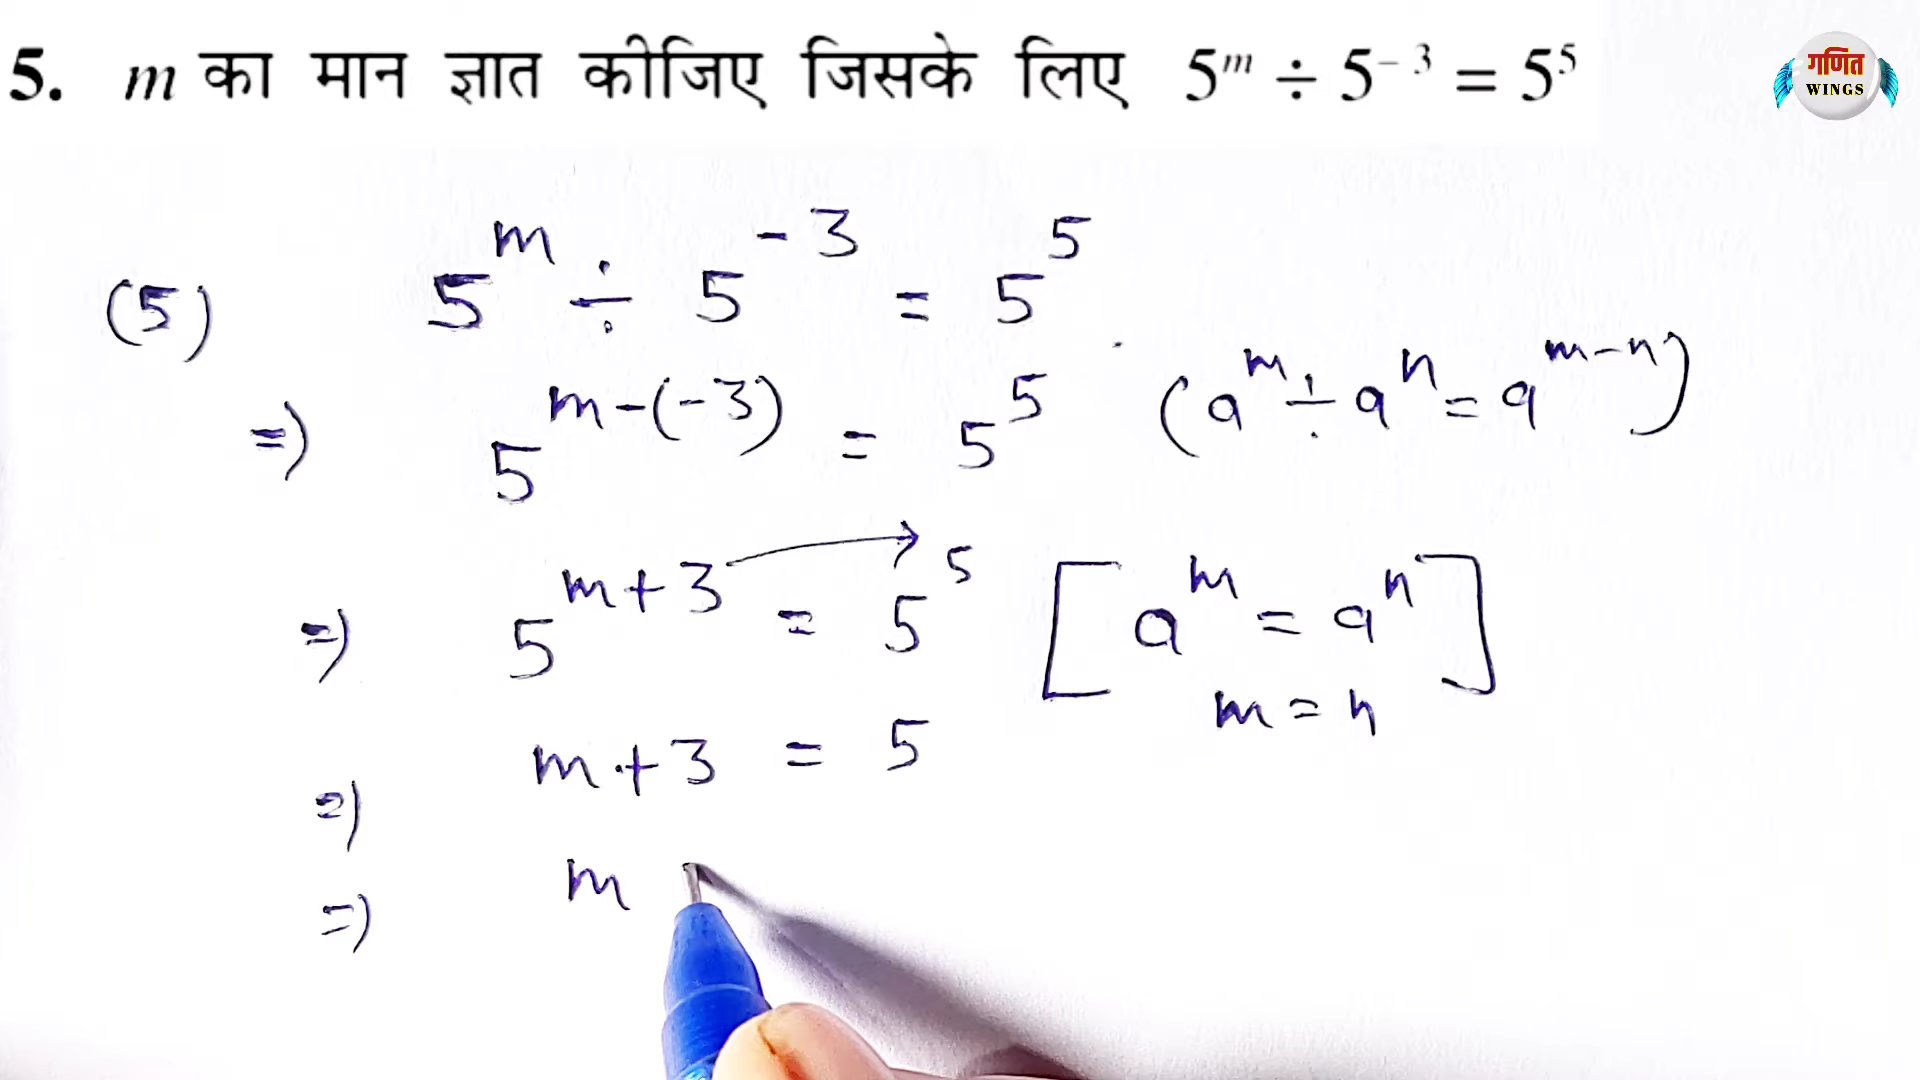 5. m का मान ज्ञात कीजिए जिसके लिए 5^m ÷ 5^-3 = 5^5
गणित
WINGS
(5) 5^m ÷ 5^-3 = 5^5
=) 5^m-(-3) = 5^5 (a^m ÷ a^n = a^m-n)
=) 5^m+3 = 5^5 [a^m = a^n]
m = n
=) m+3 = 5
=) m